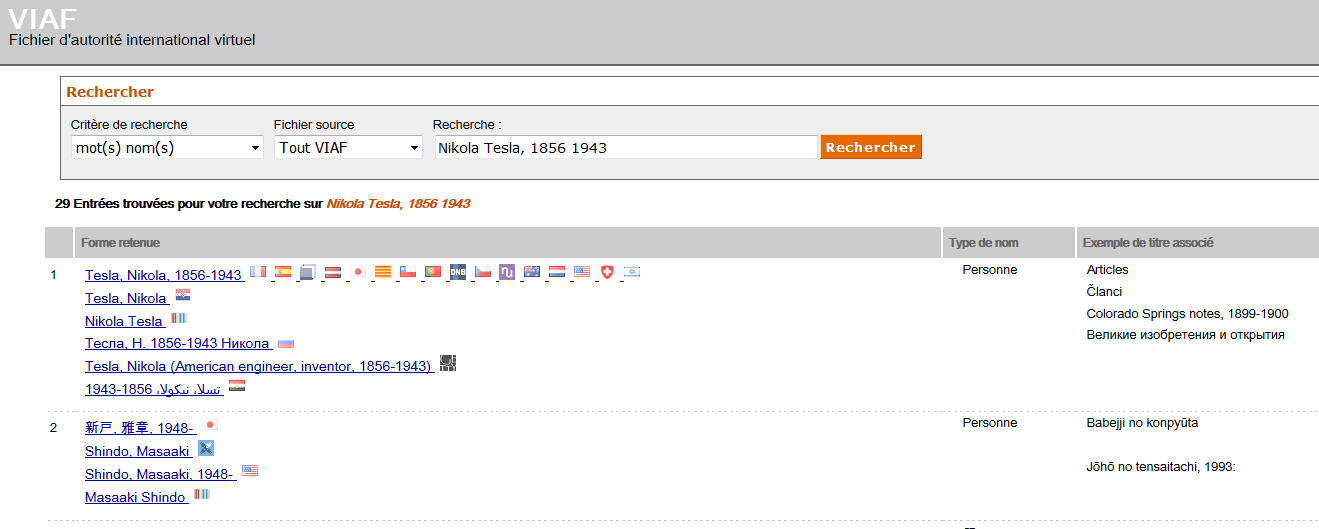 VIAF
Fichier d'autorité international virtuel
Rechercher
Critère de recherche
Fichier source
Recherche :
mot(s) nom(s)
Tout VIAF
Nikola Tesla, 1856 1943
Rechercher
29 Entrées trouvées pour votre recherche sur Nikola Tesla, 1856 1943
Forme retenue
Type de nom
Exemple de titre associé
1
Tesla, Nikola, 1856-1943
DNB
Tesla, Nikola
Nikola Tesla
Тесла, Н. 1856-1943 Никола
Tesla, Nikola (American engineer, inventor, 1856-1943)
تسلا، نيكولا، 1856-1943
Personne
Articles
Članci
Colorado Springs notes, 1899-1900
Великие изобретения и открытия
2
新戸, 雅章, 1948-
Shindo, Masaaki
Shindo, Masaaki, 1948-
Masaaki Shindo
Personne
Babejji no konpyūta
Jōhō no tensaitachi, 1993: